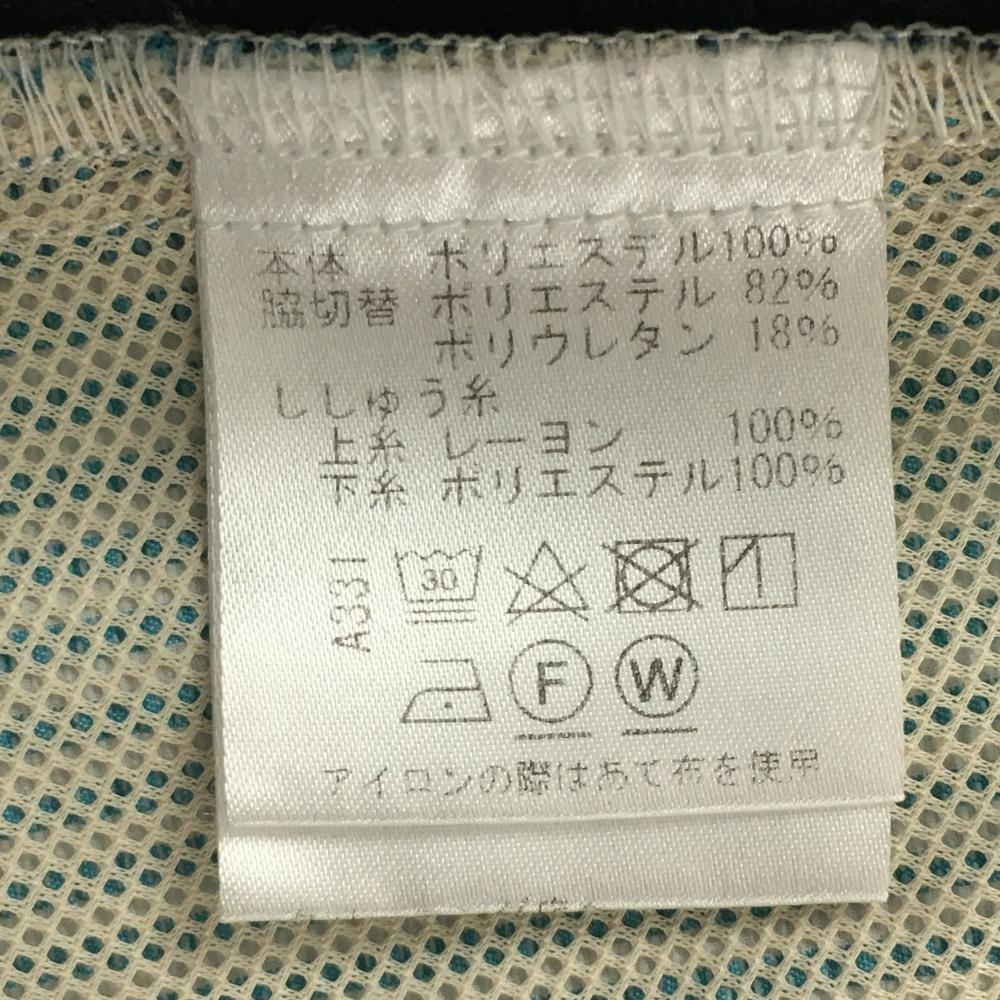 本体 ポリエステル100%
脇切替 ポリエステル 82%
ポリウレタン 18%
ししゅう糸
上糸 レーヨン 100%
下糸 ポリエステル100%
A331
30
F W
アイロンの際はあて布を使用